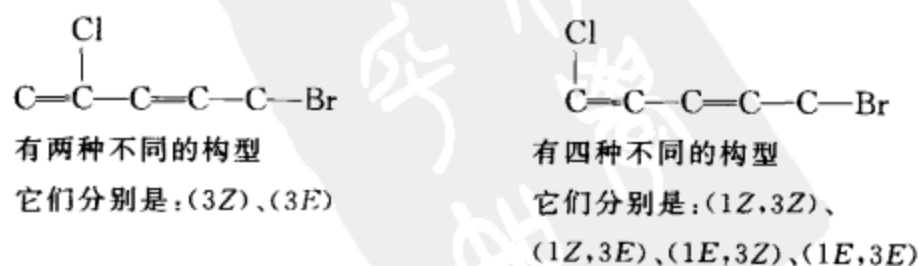 Cl
C=C—C=C—C—Br
有两种不同的构型
它们分别是:(3Z)、(3E)
Cl
C=C—C=C—C—Br
有四种不同的构型
它们分别是:(1Z,3Z)、
(1Z,3E)、(1E,3Z)、(1E,3E)